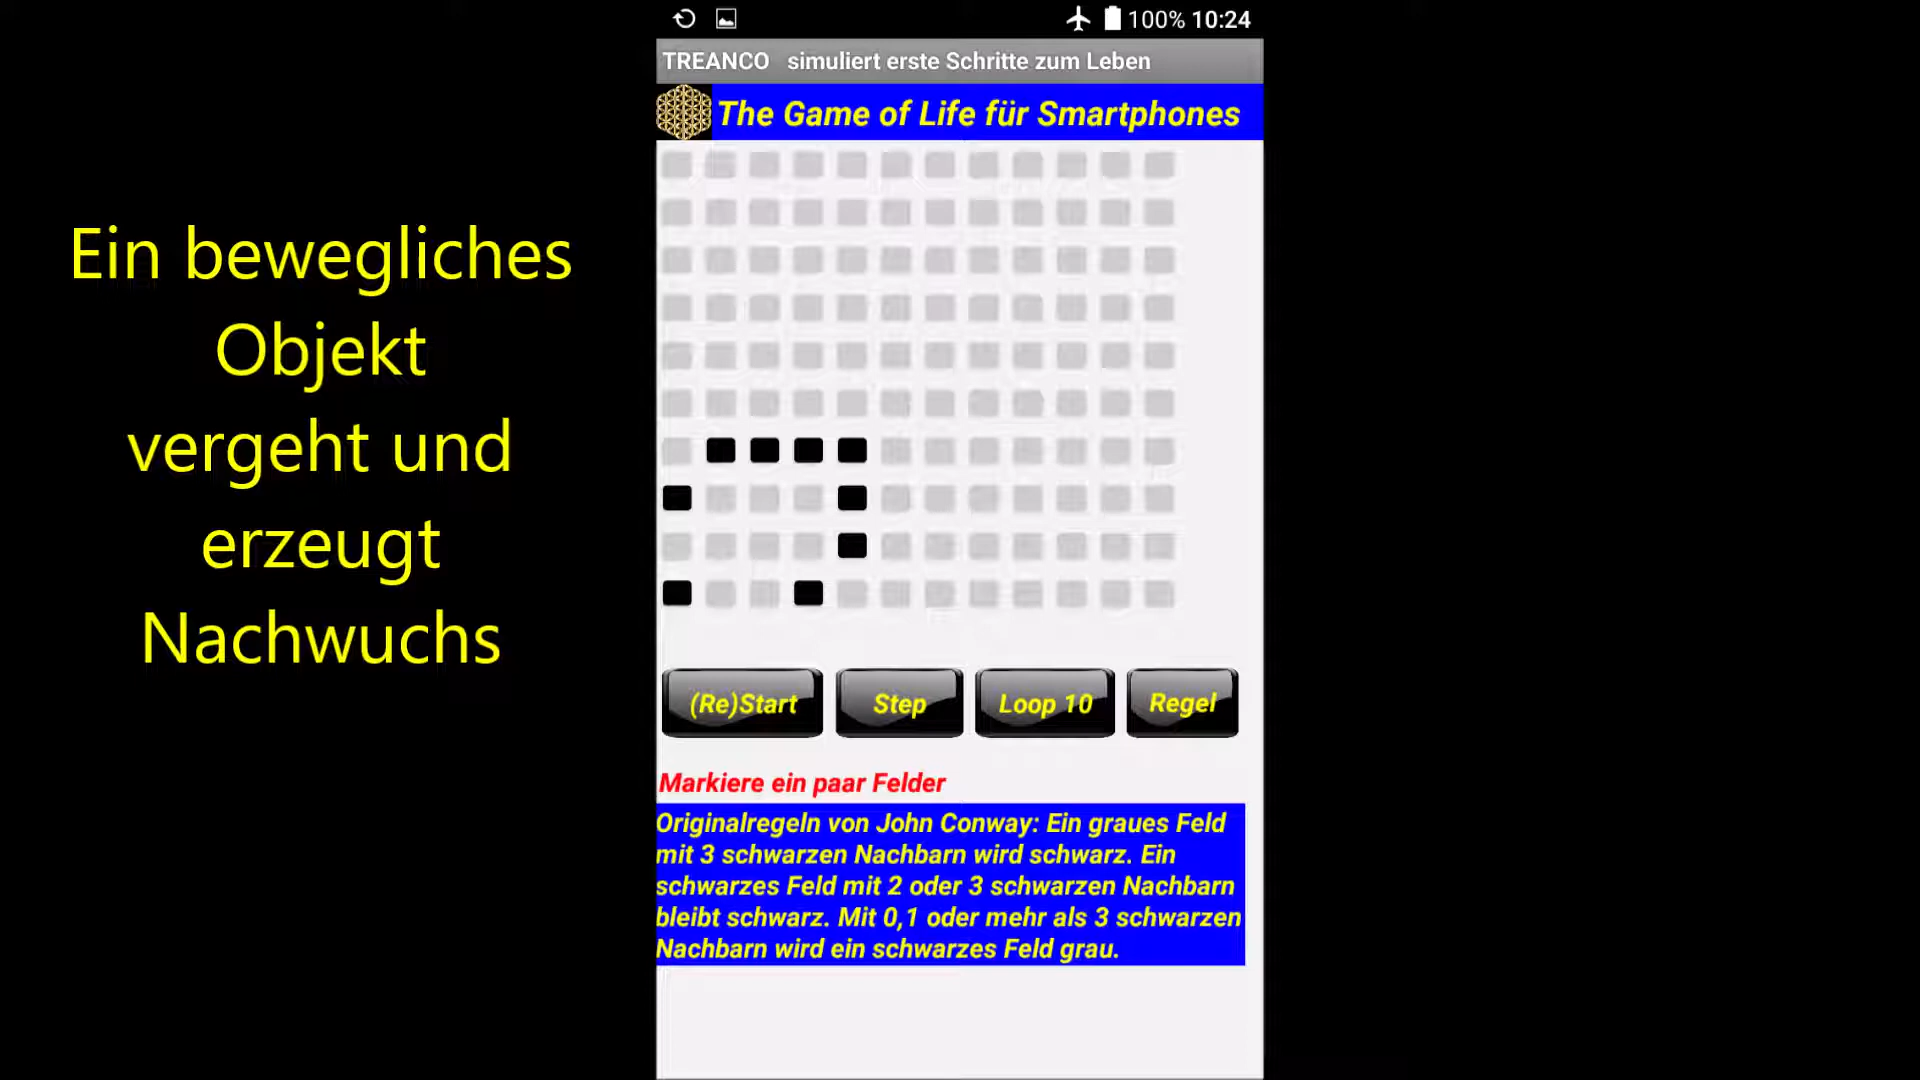 100% 10:24
TREANCO simuliert erste Schritte zum Leben
The Game of Life für Smartphones
Ein bewegliches
Objekt
vergeht und
erzeugt
Nachwuchs
(Re)Start Step Loop 10 Regel
Markiere ein paar Felder
Originalregeln von John Conway: Ein graues Feld
mit 3 schwarzen Nachbarn wird schwarz. Ein
schwarzes Feld mit 2 oder 3 schwarzen Nachbarn
bleibt schwarz. Mit 0,1 oder mehr als 3 schwarzen
Nachbarn wird ein schwarzes Feld grau.